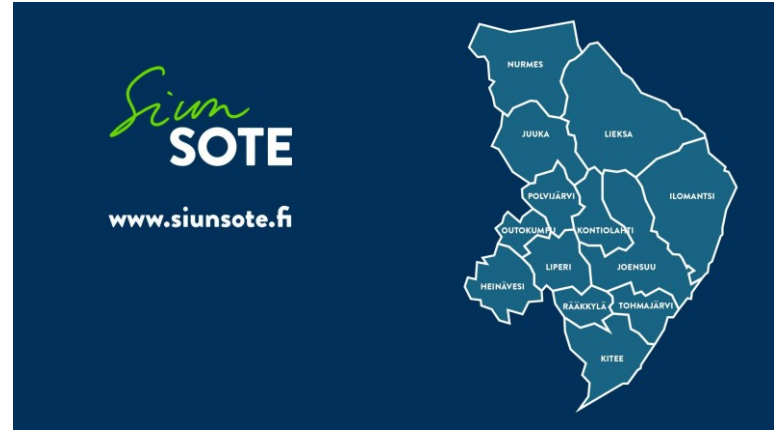 Siun
SOTE
www.siunsote.fi
NURMES
JUUKA
LIEKSA
POLVIJÄRVI
ILOMANTSI
OUTOKUMPU
KONTIOLAHTI
LIPERI
JOENSUU
HEINÄVESI
RÄÄKKYLÄ
TOHMAJÄRVI
KITEE